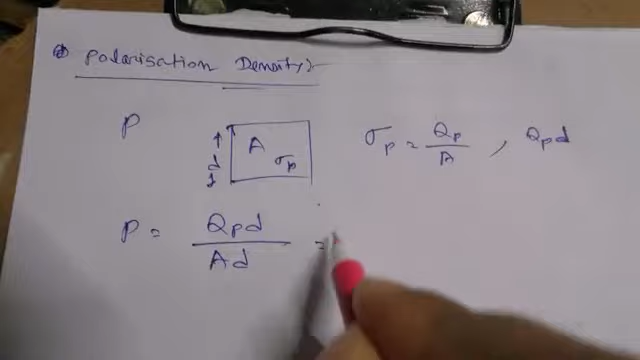 Polarisation Density:-
P
d
A
σp
σp = Qp/A , Qpd
P = Qpd/Ad =